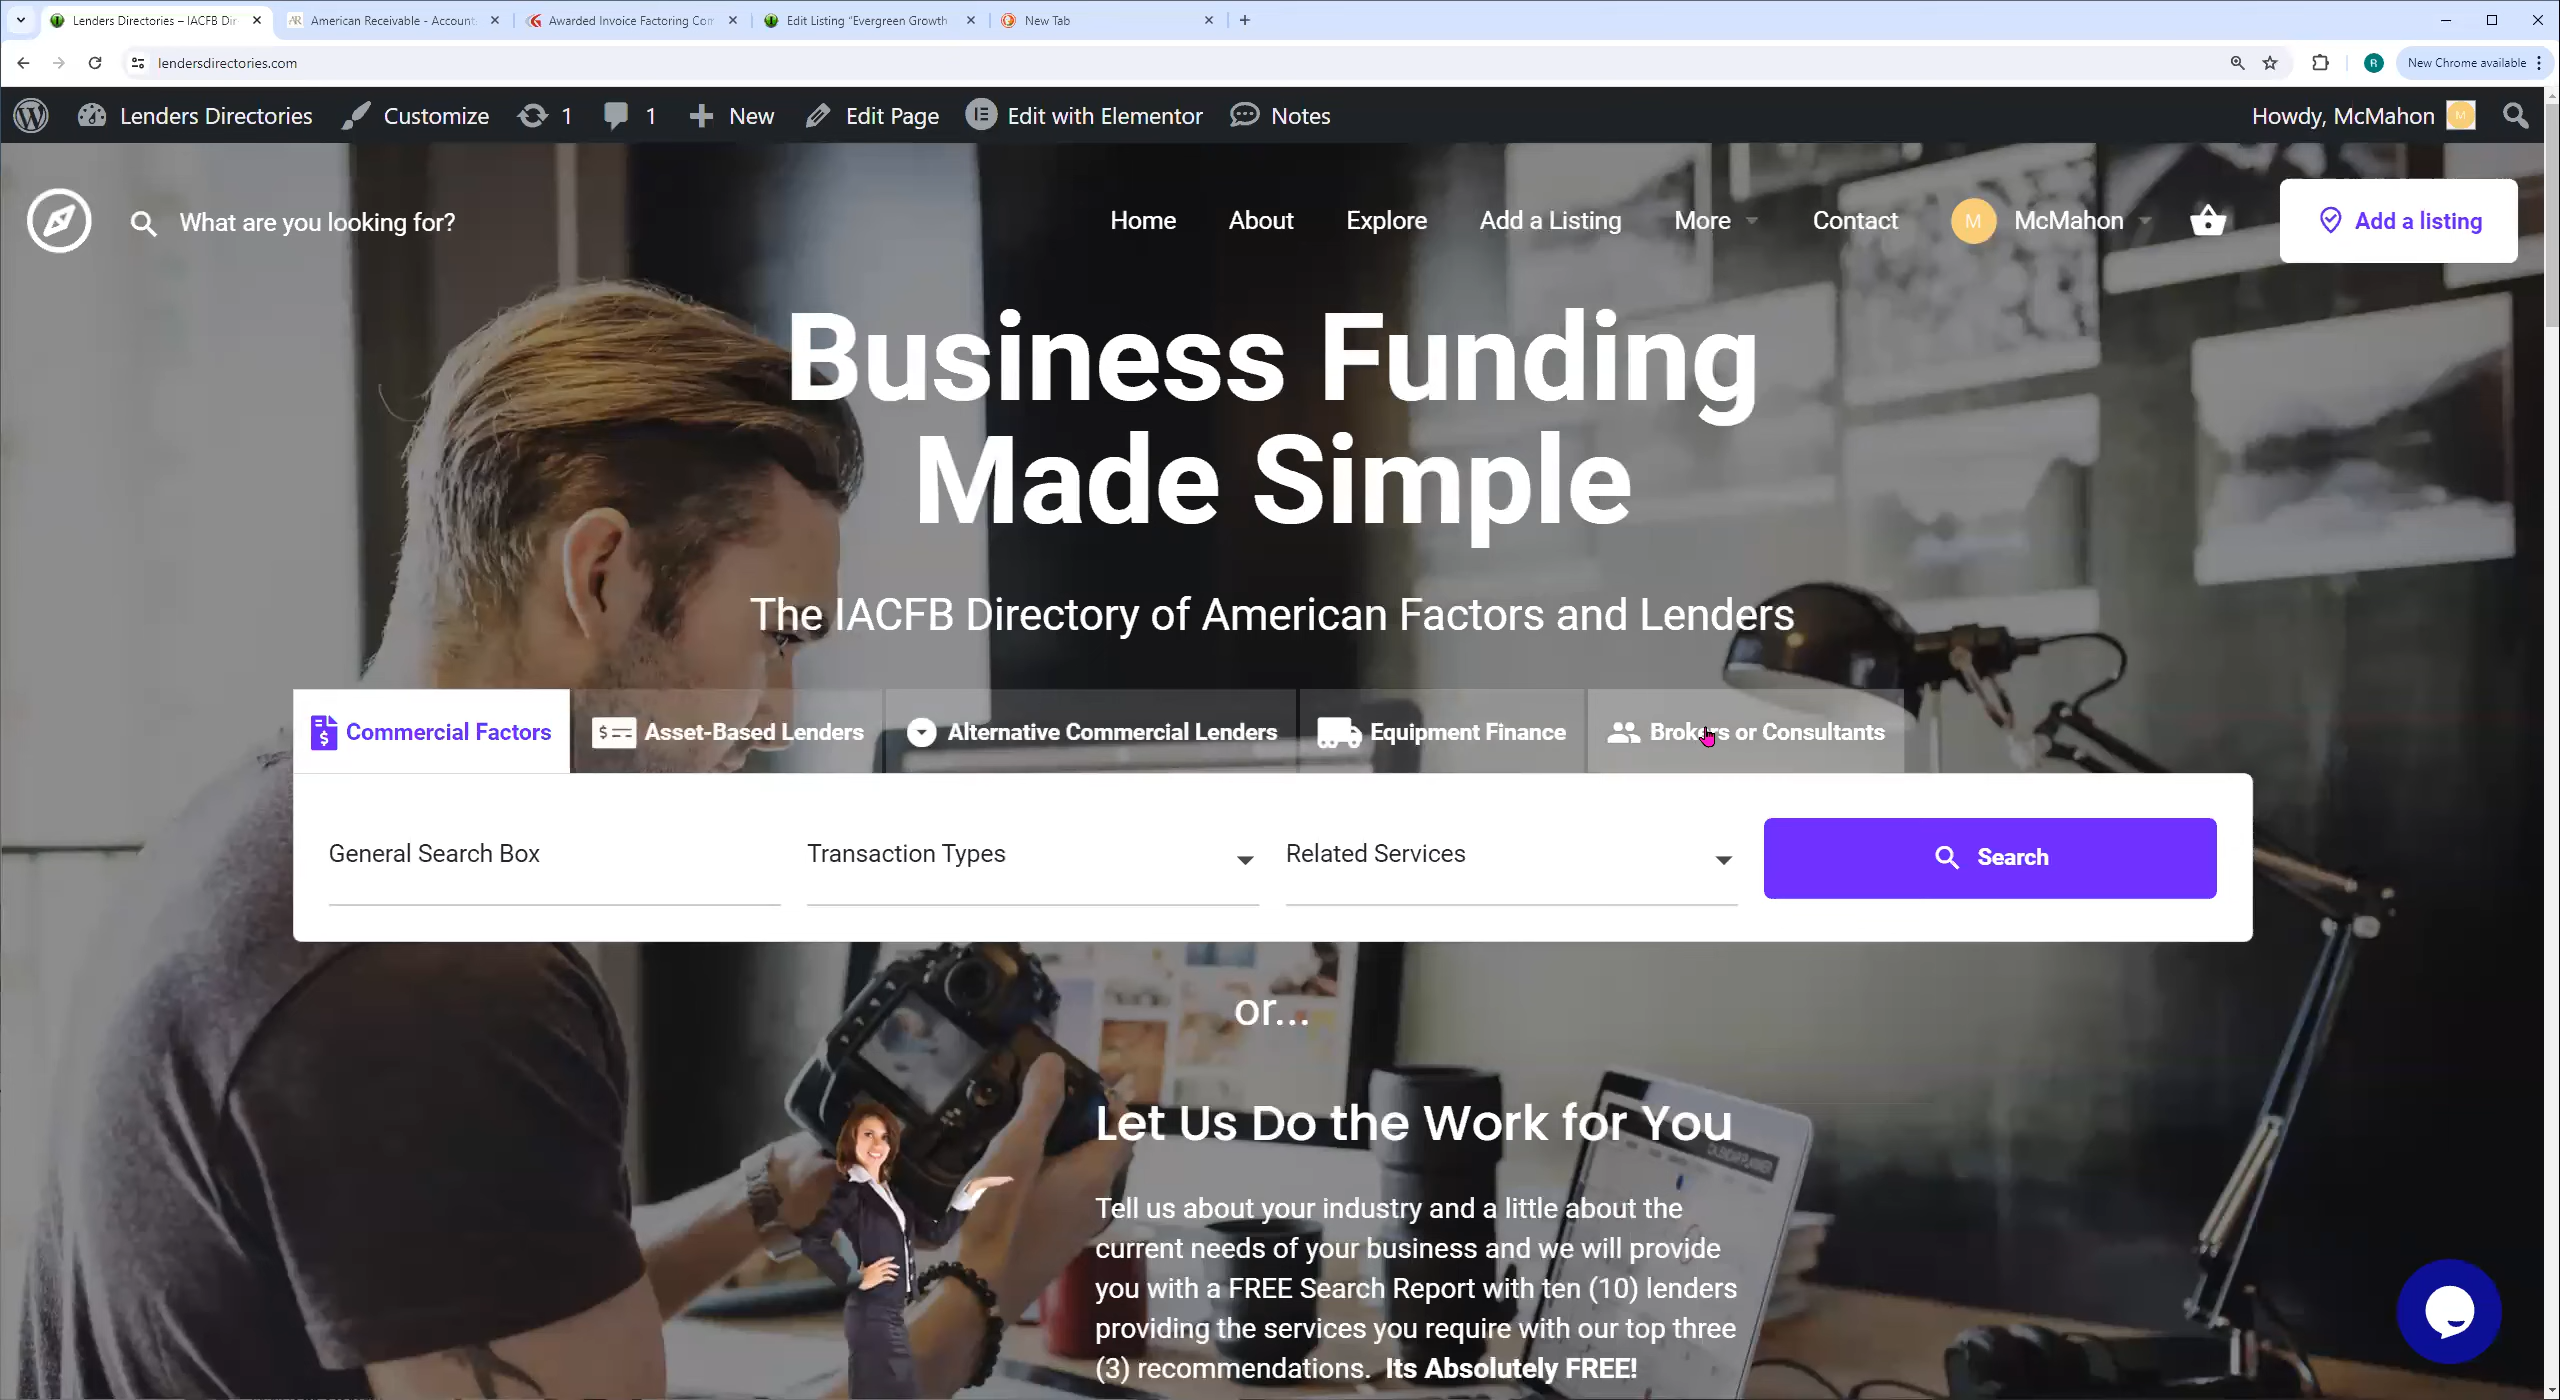 Lenders Directories – IACFB Dir
American Receivable - Account
Awarded Invoice Factoring Com
Edit Listing "Evergreen Growth
New Tab
lendersdirectories.com
R
New Chrome available
Lenders Directories
Customize
1
1
New
Edit Page
Edit with Elementor
Notes
Howdy, McMahon
M
What are you looking for?
Home
About
Explore
Add a Listing
More
Contact
M
McMahon
Add a listing
Business Funding
Made Simple
The IACFB Directory of American Factors and Lenders
Commercial Factors
Asset-Based Lenders
Alternative Commercial Lenders
Equipment Finance
Brokers or Consultants
General Search Box
Transaction Types
Related Services
Search
or...
Let Us Do the Work for You
Tell us about your industry and a little about the
current needs of your business and we will provide
you with a FREE Search Report with ten (10) lenders
providing the services you require with our top three
(3) recommendations. Its Absolutely FREE!